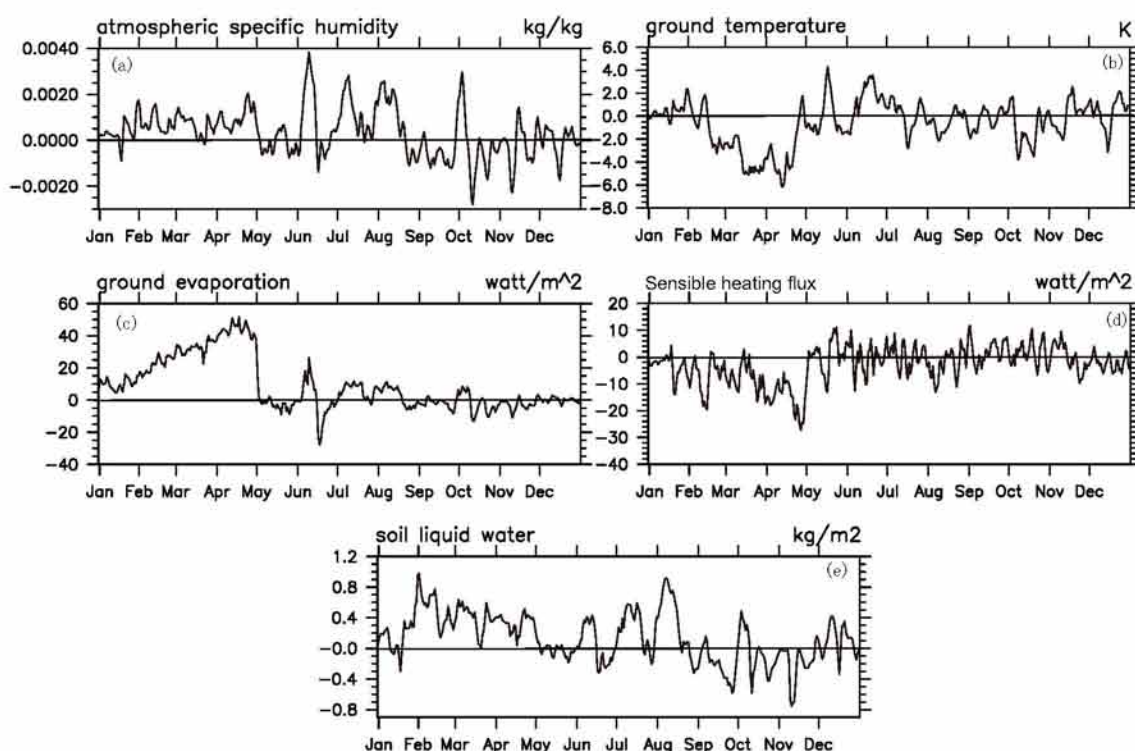 atmospheric specific humidity kg/kg
(a)
0.0040
0.0020
0.0000
-0.0020
Jan Feb Mar Apr May Jun Jul Aug Sep Oct Nov Dec
ground temperature K
(b)
6.0
4.0
2.0
0.0
-2.0
-4.0
-6.0
-8.0
Jan Feb Mar Apr May Jun Jul Aug Sep Oct Nov Dec
ground evaporation watt/m^2
(c)
60
40
20
0
-20
-40
Jan Feb Mar Apr May Jun Jul Aug Sep Oct Nov Dec
Sensible heating flux watt/m^2
(d)
20
10
0
-10
-20
-30
-40
Jan Feb Mar Apr May Jun Jul Aug Sep Oct Nov Dec
soil liquid water kg/m2
(e)
1.2
0.8
0.4
-0.0
-0.4
-0.8
Jan Feb Mar Apr May Jun Jul Aug Sep Oct Nov Dec